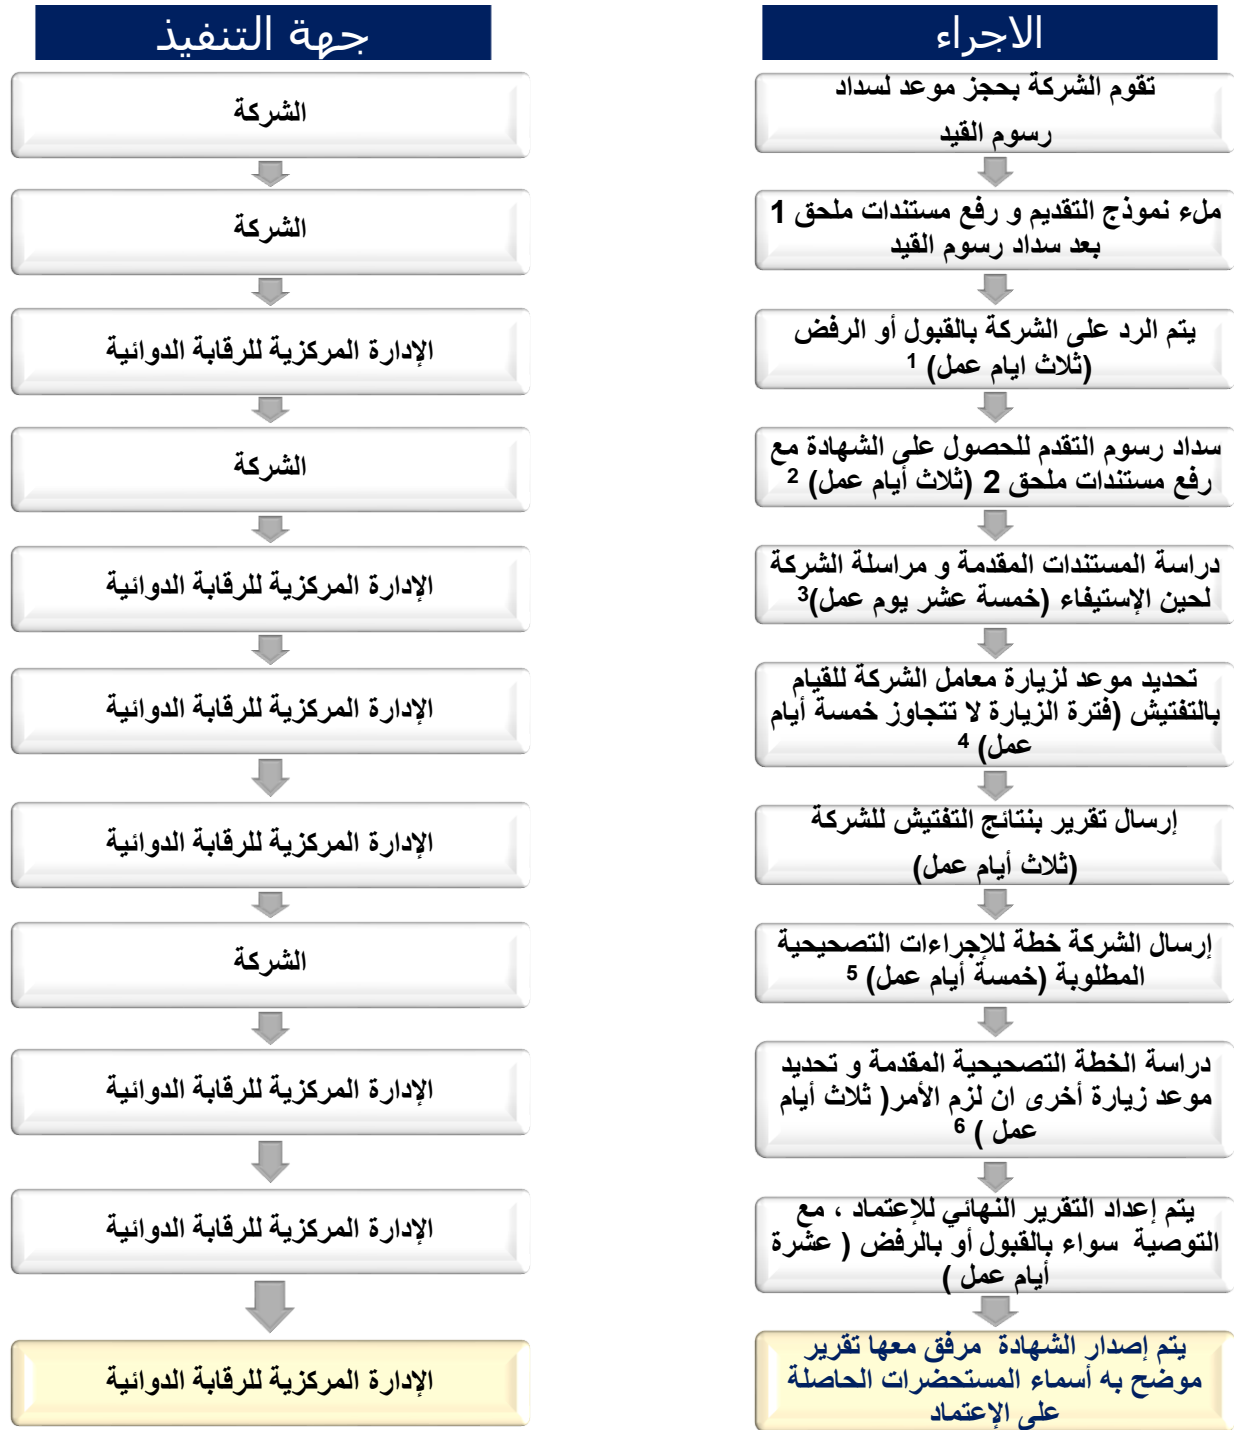 الاجراء
جهة التنفيذ
تقوم الشركة بحجز موعد لسداد
رسوم القيد
الشركة
ملء نموذج التقديم و رفع مستندات ملحق 1
بعد سداد رسوم القيد
الشركة
يتم الرد على الشركة بالقبول أو الرفض
(ثلاث ايام عمل) 1
الإدارة المركزية للرقابة الدوائية
سداد رسوم التقدم للحصول على الشهادة مع
رفع مستندات ملحق 2 (ثلاث أيام عمل) 2
الشركة
دراسة المستندات المقدمة و مراسلة الشركة
لحين الإستيفاء (خمسة عشر يوم عمل)3
الإدارة المركزية للرقابة الدوائية
تحديد موعد لزيارة معامل الشركة للقيام
بالتفتيش (فترة الزيارة لا تتجاوز خمسة أيام
عمل) 4
الإدارة المركزية للرقابة الدوائية
إرسال تقرير بنتائج التفتيش للشركة
(ثلاث أيام عمل)
الإدارة المركزية للرقابة الدوائية
إرسال الشركة خطة للإجراءات التصحيحية
المطلوبة (خمسة أيام عمل) 5
الشركة
دراسة الخطة التصحيحية المقدمة و تحديد
موعد زيارة أخرى ان لزم الأمر( ثلاث أيام
عمل ) 6
الإدارة المركزية للرقابة الدوائية
يتم إعداد التقرير النهائي للإعتماد ، مع
التوصية سواء بالقبول أو بالرفض ( عشرة
أيام عمل )
الإدارة المركزية للرقابة الدوائية
يتم إصدار الشهادة مرفق معها تقرير
موضح به أسماء المستحضرات الحاصلة
على الإعتماد
الإدارة المركزية للرقابة الدوائية